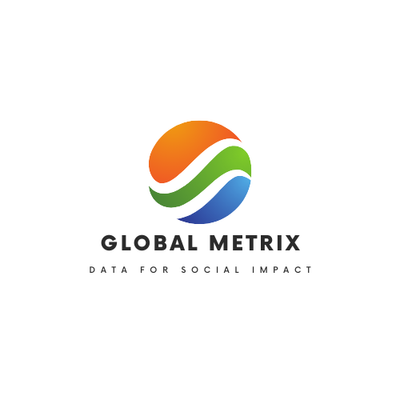 GLOBAL METRIX
DATA FOR SOCIAL IMPACT